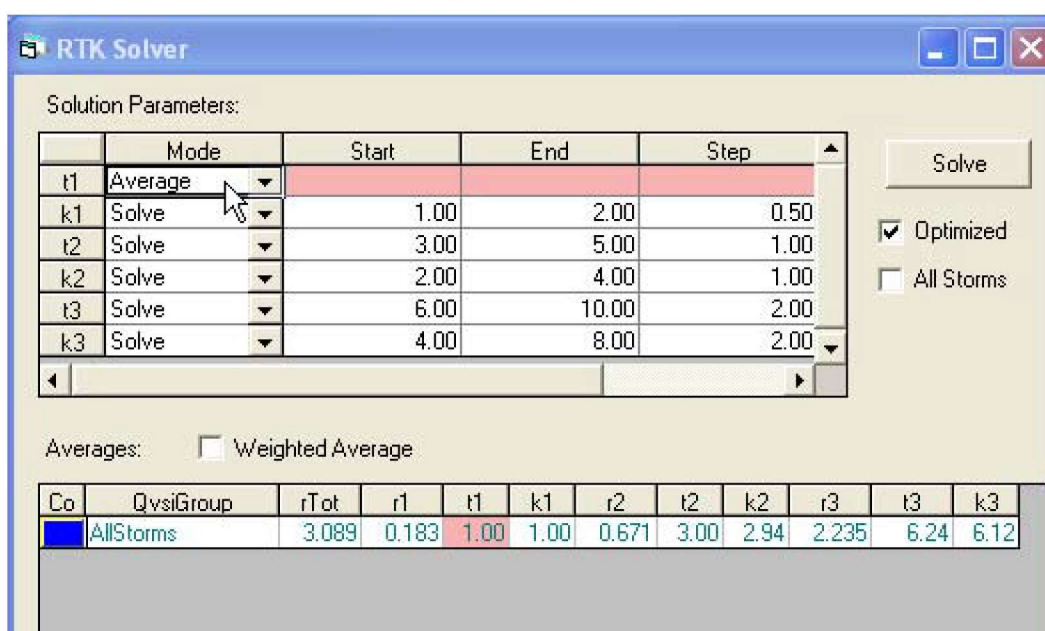 RTK Solver
Solution Parameters:
Mode Start End Step
t1 Average
k1 Solve 1.00 2.00 0.50
t2 Solve 3.00 5.00 1.00
k2 Solve 2.00 4.00 1.00
t3 Solve 6.00 10.00 2.00
k3 Solve 4.00 8.00 2.00
Solve
Optimized
All Storms
Averages: Weighted Average
Co QvsiGroup rTot r1 t1 k1 r2 t2 k2 r3 t3 k3
AllStorms 3.089 0.183 1.00 1.00 0.671 3.00 2.94 2.235 6.24 6.12